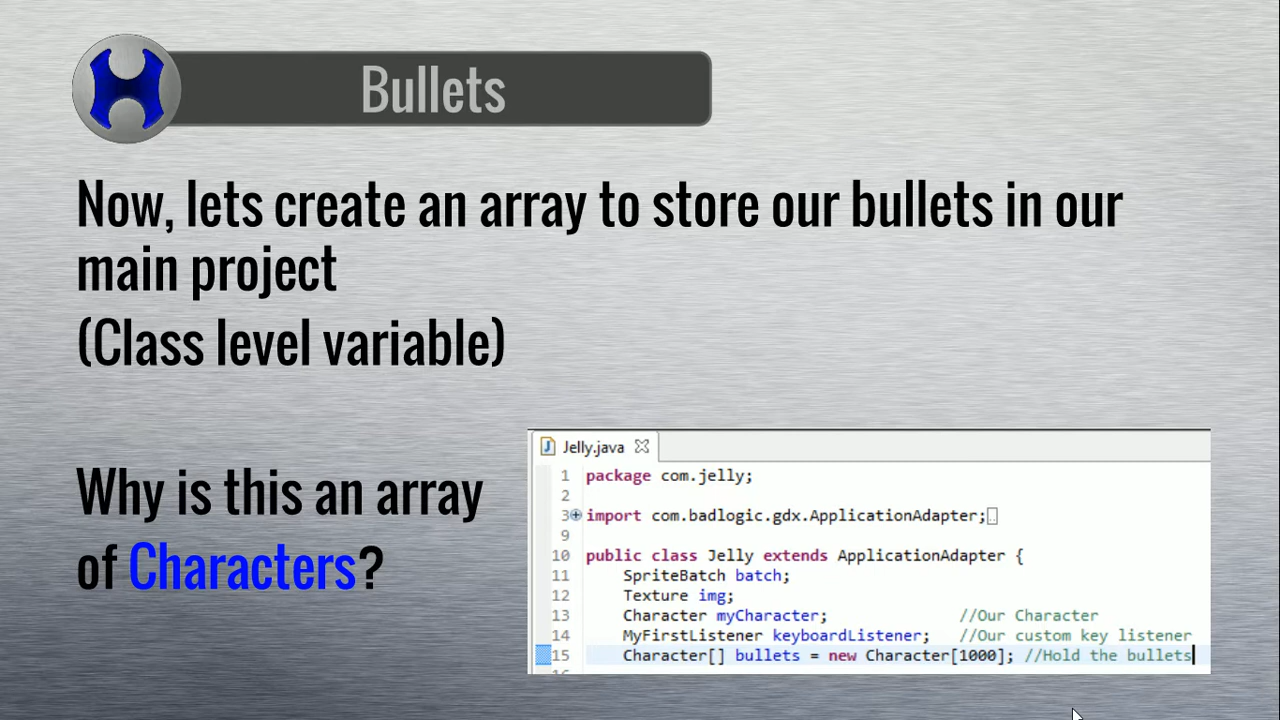 Bullets
Now, lets create an array to store our bullets in our
main project
(Class level variable)
Why is this an array
of Characters?
Jelly.java
1 package com.jelly;
2
3 import com.badlogic.gdx.ApplicationAdapter;
9
10 public class Jelly extends ApplicationAdapter {
11 SpriteBatch batch;
12 Texture img;
13 Character myCharacter; //Our Character
14 MyFirstListener keyboardListener; //Our custom key listener
15 Character[] bullets = new Character[1000]; //Hold the bullets